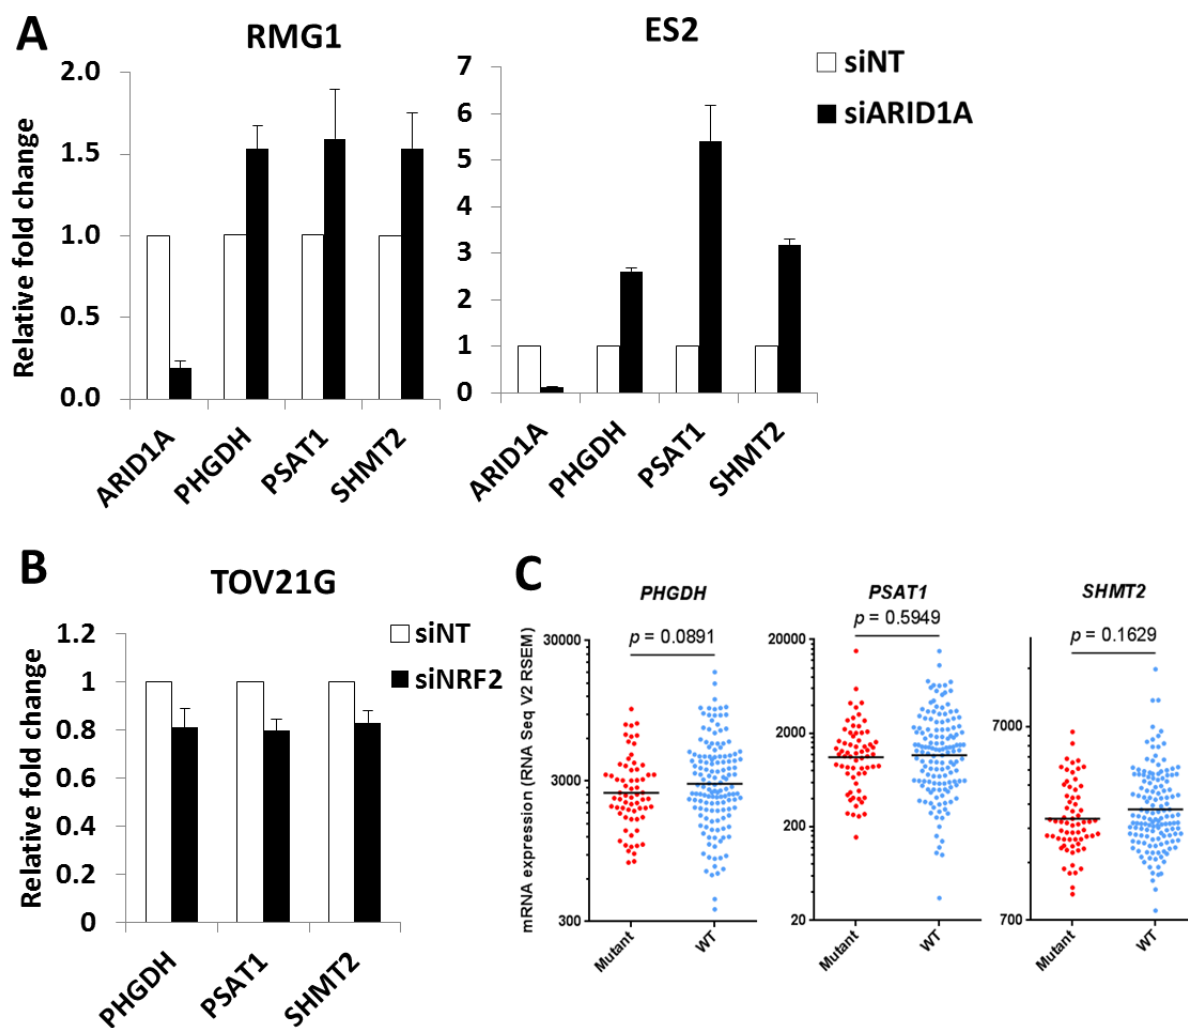 A
RMG1
ES2
siNT
siARID1A
Relative fold change
2.0
1.5
1.0
0.5
0.0
7
6
5
4
3
2
1
0
ARID1A
PHGDH
PSAT1
SHMT2
ARID1A
PHGDH
PSAT1
SHMT2
B
TOV21G
siNT
siNRF2
Relative fold change
1.2
1
0.8
0.6
0.4
0.2
0
PHGDH
PSAT1
SHMT2
C
mRNA expression (RNA Seq V2 RSEM)
PHGDH
p = 0.0891
30000
3000
300
Mutant
WT
PSAT1
p = 0.5949
20000
2000
200
20
Mutant
WT
SHMT2
p = 0.1629
7000
700
Mutant
WT